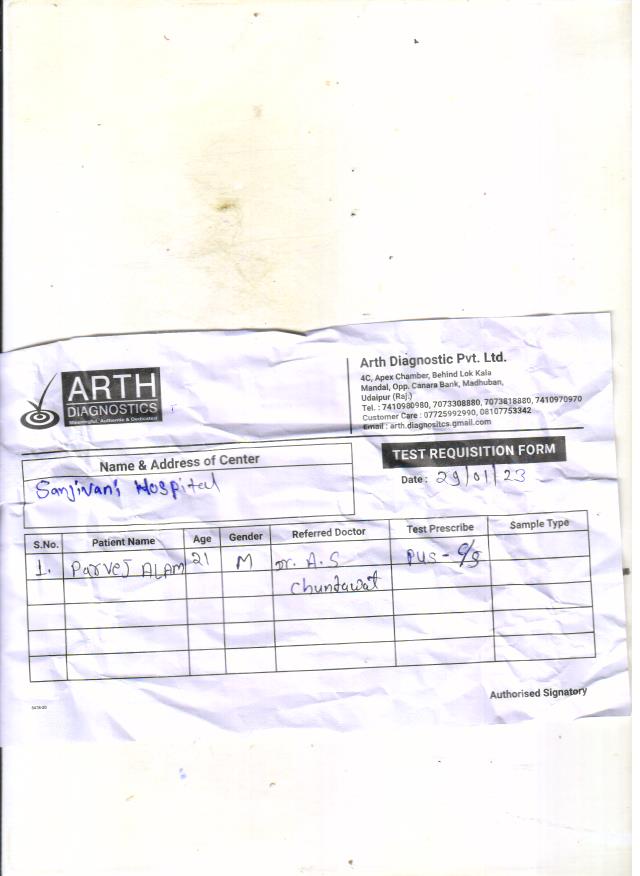 ARTH
DIAGNOSTICS
Meaningful, Authentic & Dedicated
Arth Diagnostic Pvt. Ltd.
4C, Apex Chamber, Behind Lok Kala
Mandal, Opp. Canara Bank, Madhuban,
Udaipur (Raj.)
Tel. : 7410980980, 7073308880, 7073818880, 7410970970
Customer Care : 07725992990, 08107753342
Email : arth.diagnositcs.gmail.com
TEST REQUISITION FORM
Name & Address of Center
Sanjivani Hospital
Date : 29/01/23
S.No. Patient Name Age Gender Referred Doctor Test Prescribe Sample Type
1. Parvej ALAM 21 M Dr. A.S Pus - C/S
Chundawat
Authorised Signatory